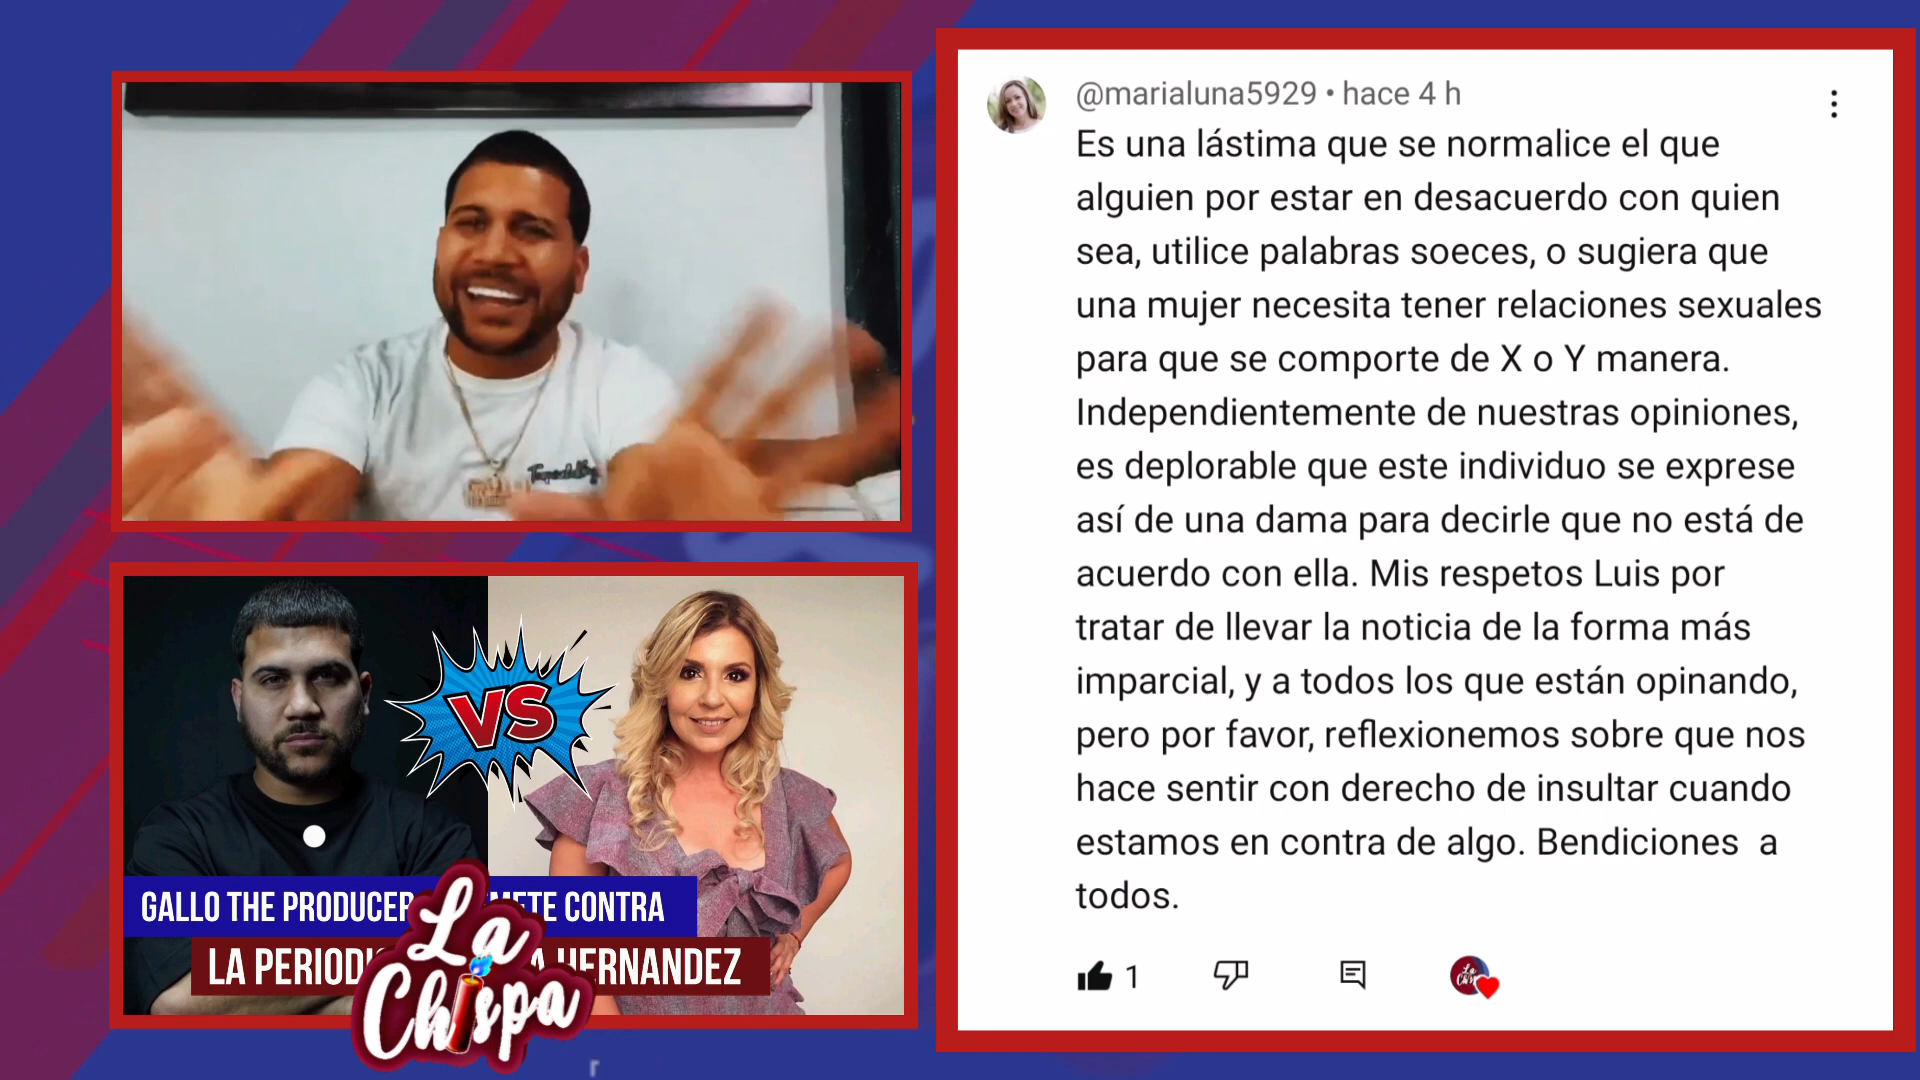 @marialuna5929 • hace 4 h
Es una lástima que se normalice el que
alguien por estar en desacuerdo con quien
sea, utilice palabras soeces, o sugiera que
una mujer necesita tener relaciones sexuales
para que se comporte de X o Y manera.
Independientemente de nuestras opiniones,
es deplorable que este individuo se exprese
así de una dama para decirle que no está de
acuerdo con ella. Mis respetos Luis por
tratar de llevar la noticia de la forma más
imparcial, y a todos los que están opinando,
pero por favor, reflexionemos sobre que nos
hace sentir con derecho de insultar cuando
estamos en contra de algo. Bendiciones a
todos.
1
VS
GALLO THE PRODUCER CONTRA
LA HERNANDEZ
La
Chispa